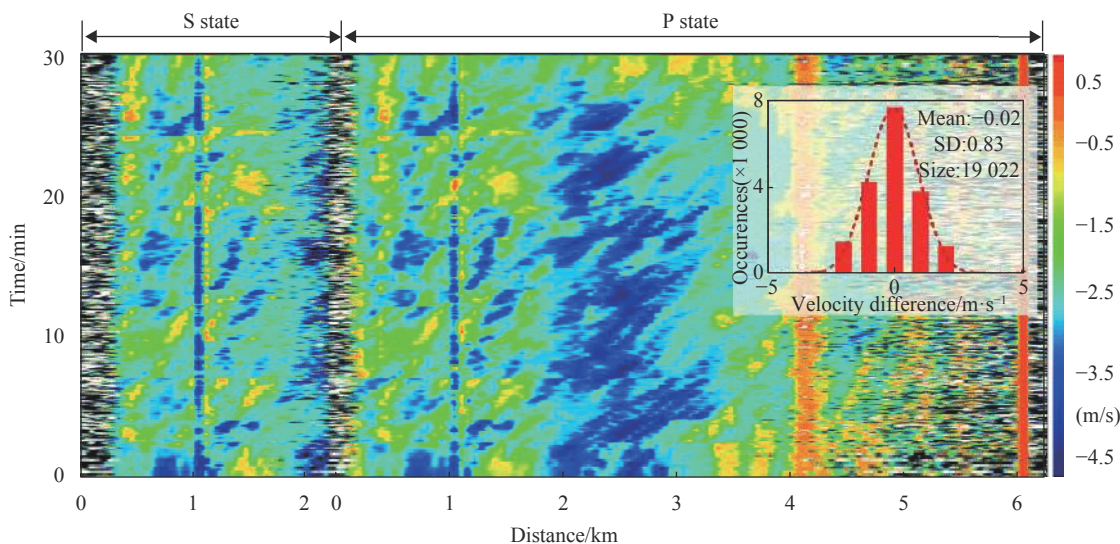 S state
P state
30
20
10
0
Time/min
0
1
2
0
1
2
3
4
5
6
Distance/km
8
4
0
Occurences(×1 000)
Mean:−0.02
SD:0.83
Size:19 022
−5
0
5
Velocity difference/m·s⁻¹
0.5
−0.5
−1.5
−2.5
−3.5
(m/s)
−4.5